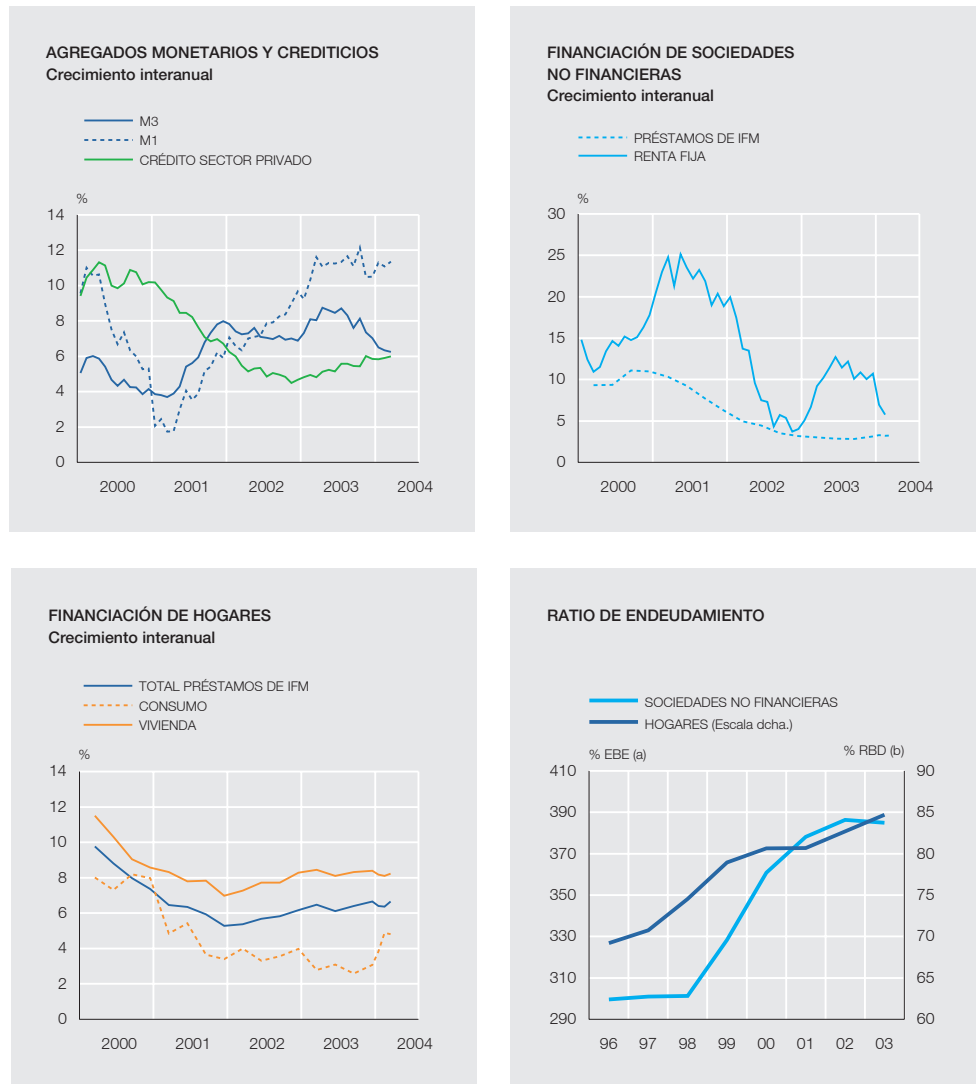 AGREGADOS MONETARIOS Y CREDITICIOS
Crecimiento interanual
M3
M1
CRÉDITO SECTOR PRIVADO
%
14
12
10
8
6
4
2
0
2000 2001 2002 2003 2004
FINANCIACIÓN DE SOCIEDADES
NO FINANCIERAS
Crecimiento interanual
PRÉSTAMOS DE IFM
RENTA FIJA
%
30
25
20
15
10
5
0
2000 2001 2002 2003 2004
FINANCIACIÓN DE HOGARES
Crecimiento interanual
TOTAL PRÉSTAMOS DE IFM
CONSUMO
VIVIENDA
%
14
12
10
8
6
4
2
0
2000 2001 2002 2003 2004
RATIO DE ENDEUDAMIENTO
SOCIEDADES NO FINANCIERAS
HOGARES (Escala dcha.)
% EBE (a) % RBD (b)
410 90
390 85
370 80
350 75
330 70
310 65
290 60
96 97 98 99 00 01 02 03